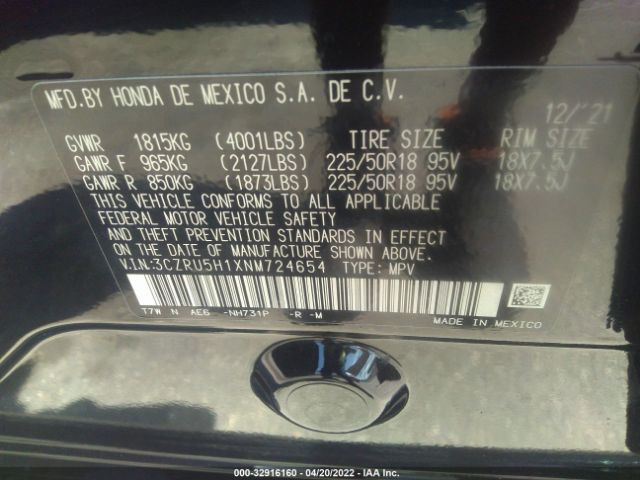 MFD.BY HONDA DE MEXICO S.A. DE C.V.
12/'21
GVWR 1815KG (4001LBS) TIRE SIZE RIM SIZE
GAWR F 965KG (2127LBS) 225/50R18 95V 18X7.5J
GAWR R 850KG (1873LBS) 225/50R18 95V 18X7.5J
THIS VEHICLE CONFORMS TO ALL APPLICABLE
FEDERAL MOTOR VEHICLE SAFETY
AND THEFT PREVENTION STANDARDS IN EFFECT
ON THE DATE OF MANUFACTURE SHOWN ABOVE.
V.I.N:3CZRU5H1XNM724654 TYPE: MPV
T7W N AE6 -NH731P -R -M
MADE IN MEXICO
000-32916160 - 04/20/2022 - IAA Inc.